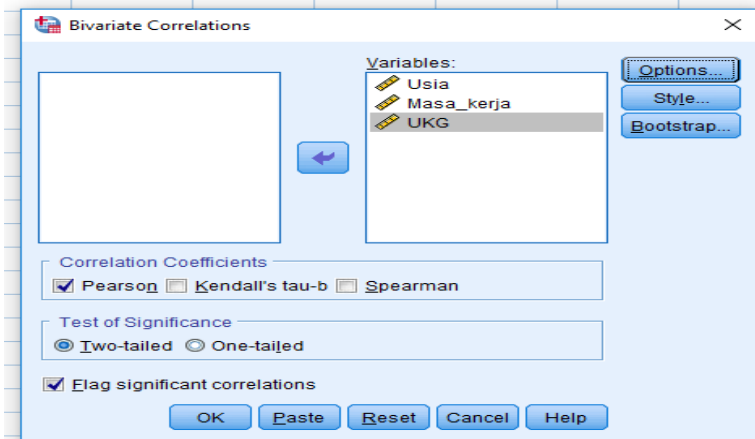 Bivariate Correlations
Variables:
Usia
Masa_kerja
UKG
Options...
Style...
Bootstrap...
Correlation Coefficients
Pearson Kendall's tau-b Spearman
Test of Significance
Two-tailed One-tailed
Flag significant correlations
OK Paste Reset Cancel Help